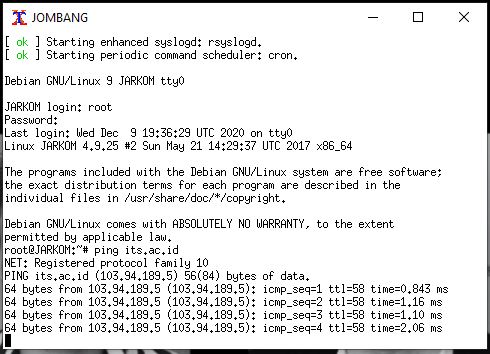 JOMBANG
[ ok ] Starting enhanced syslogd: rsyslogd.
[ ok ] Starting periodic command scheduler: cron.
Debian GNU/Linux 9 JARKOM tty0
JARKOM login: root
Password:
Last login: Wed Dec  9 19:36:29 UTC 2020 on tty0
Linux JARKOM 4.9.25 #2 Sun May 21 14:29:37 UTC 2017 x86_64
The programs included with the Debian GNU/Linux system are free software;
the exact distribution terms for each program are described in the
individual files in /usr/share/doc/*/copyright.
Debian GNU/Linux comes with ABSOLUTELY NO WARRANTY, to the extent
permitted by applicable law.
root@JARKOM:~# ping its.ac.id
NET: Registered protocol family 10
PING its.ac.id (103.94.189.5) 56(84) bytes of data.
64 bytes from 103.94.189.5 (103.94.189.5): icmp_seq=1 ttl=58 time=0.843 ms
64 bytes from 103.94.189.5 (103.94.189.5): icmp_seq=2 ttl=58 time=1.16 ms
64 bytes from 103.94.189.5 (103.94.189.5): icmp_seq=3 ttl=58 time=1.10 ms
64 bytes from 103.94.189.5 (103.94.189.5): icmp_seq=4 ttl=58 time=2.06 ms